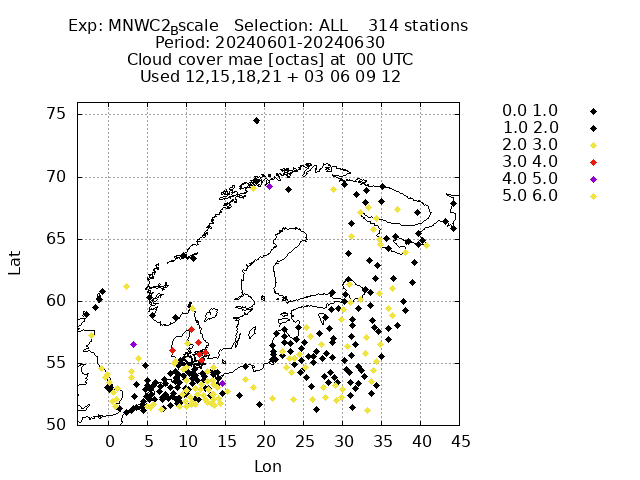 Exp: MNWC2_Bscale   Selection: ALL    314 stations
Period: 20240601-20240630
Cloud cover mae [octas] at  00 UTC
Used 12,15,18,21 + 03 06 09 12
0.0 1.0
1.0 2.0
2.0 3.0
3.0 4.0
4.0 5.0
5.0 6.0
75
70
65
60
55
50
Lat
0 5 10 15 20 25 30 35 40 45
Lon